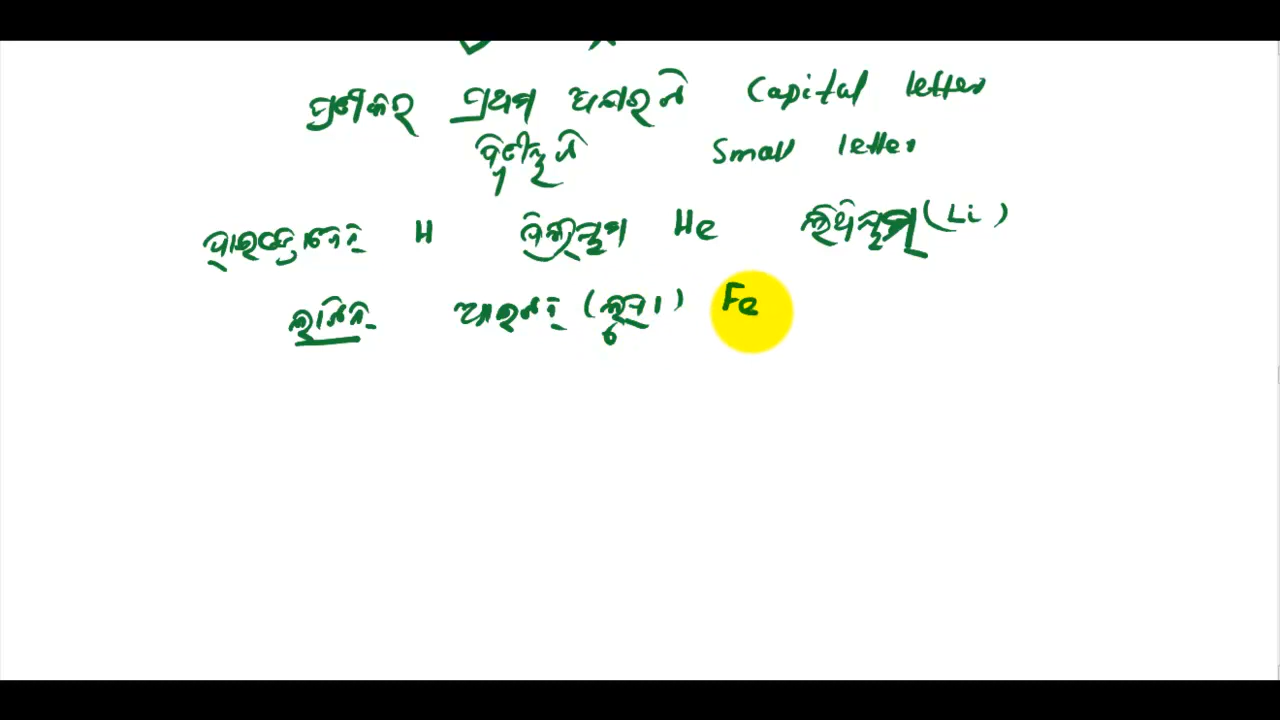 ପ୍ରତୀକର ପ୍ରଥମ ଅକ୍ଷରଟି Capital letter
ଦ୍ୱିତୀୟଟି Small letter
ହାଇଡ୍ରୋଜେନ୍ H ହିଲିୟମ He ଲିଥିୟମ୍ (Li)
ଲାଟିନ୍ ଆଇରନ୍ (ଲୁହା) Fe